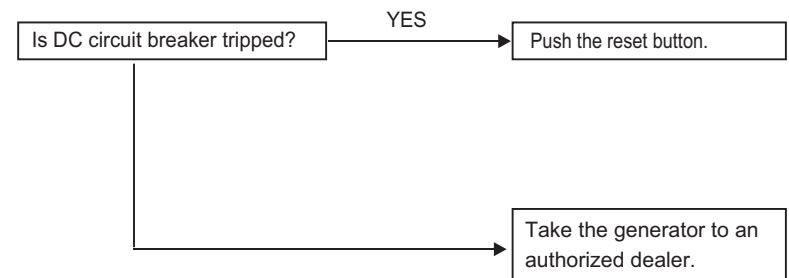 YES
Is DC circuit breaker tripped?
Push the reset button.
Take the generator to an
authorized dealer.